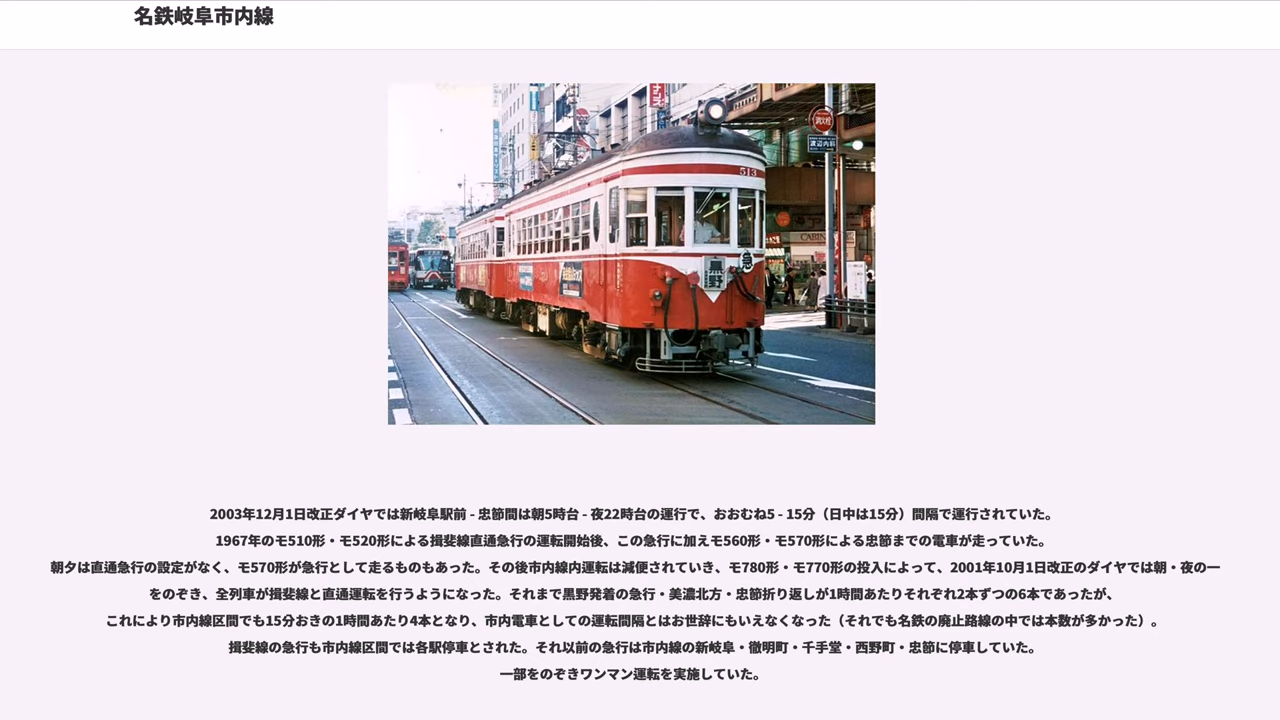 名鉄岐阜市内線
513
消火栓
渡辺内科
急
CABIN
2003年12月1日改正ダイヤでは新岐阜駅前 - 忠節間は朝5時台 - 夜22時台の運行で、おおむね5 - 15分（日中は15分）間隔で運行されていた。
1967年のモ510形・モ520形による揖斐線直通急行の運転開始後、この急行に加えモ560形・モ570形による忠節までの電車が走っていた。
朝夕は直通急行の設定がなく、モ570形が急行として走るものもあった。その後市内線内運転は減便されていき、モ780形・モ770形の投入によって、2001年10月1日改正のダイヤでは朝・夜の一
をのぞき、全列車が揖斐線と直通運転を行うようになった。それまで黒野発着の急行・美濃北方・忠節折り返しが1時間あたりそれぞれ2本ずつの6本であったが、
これにより市内線区間でも15分おきの1時間あたり4本となり、市内電車としての運転間隔とはお世辞にもいえなくなった（それでも名鉄の廃止路線の中では本数が多かった）。
揖斐線の急行も市内線区間では各駅停車とされた。それ以前の急行は市内線の新岐阜・徹明町・千手堂・西野町・忠節に停車していた。
一部をのぞきワンマン運転を実施していた。